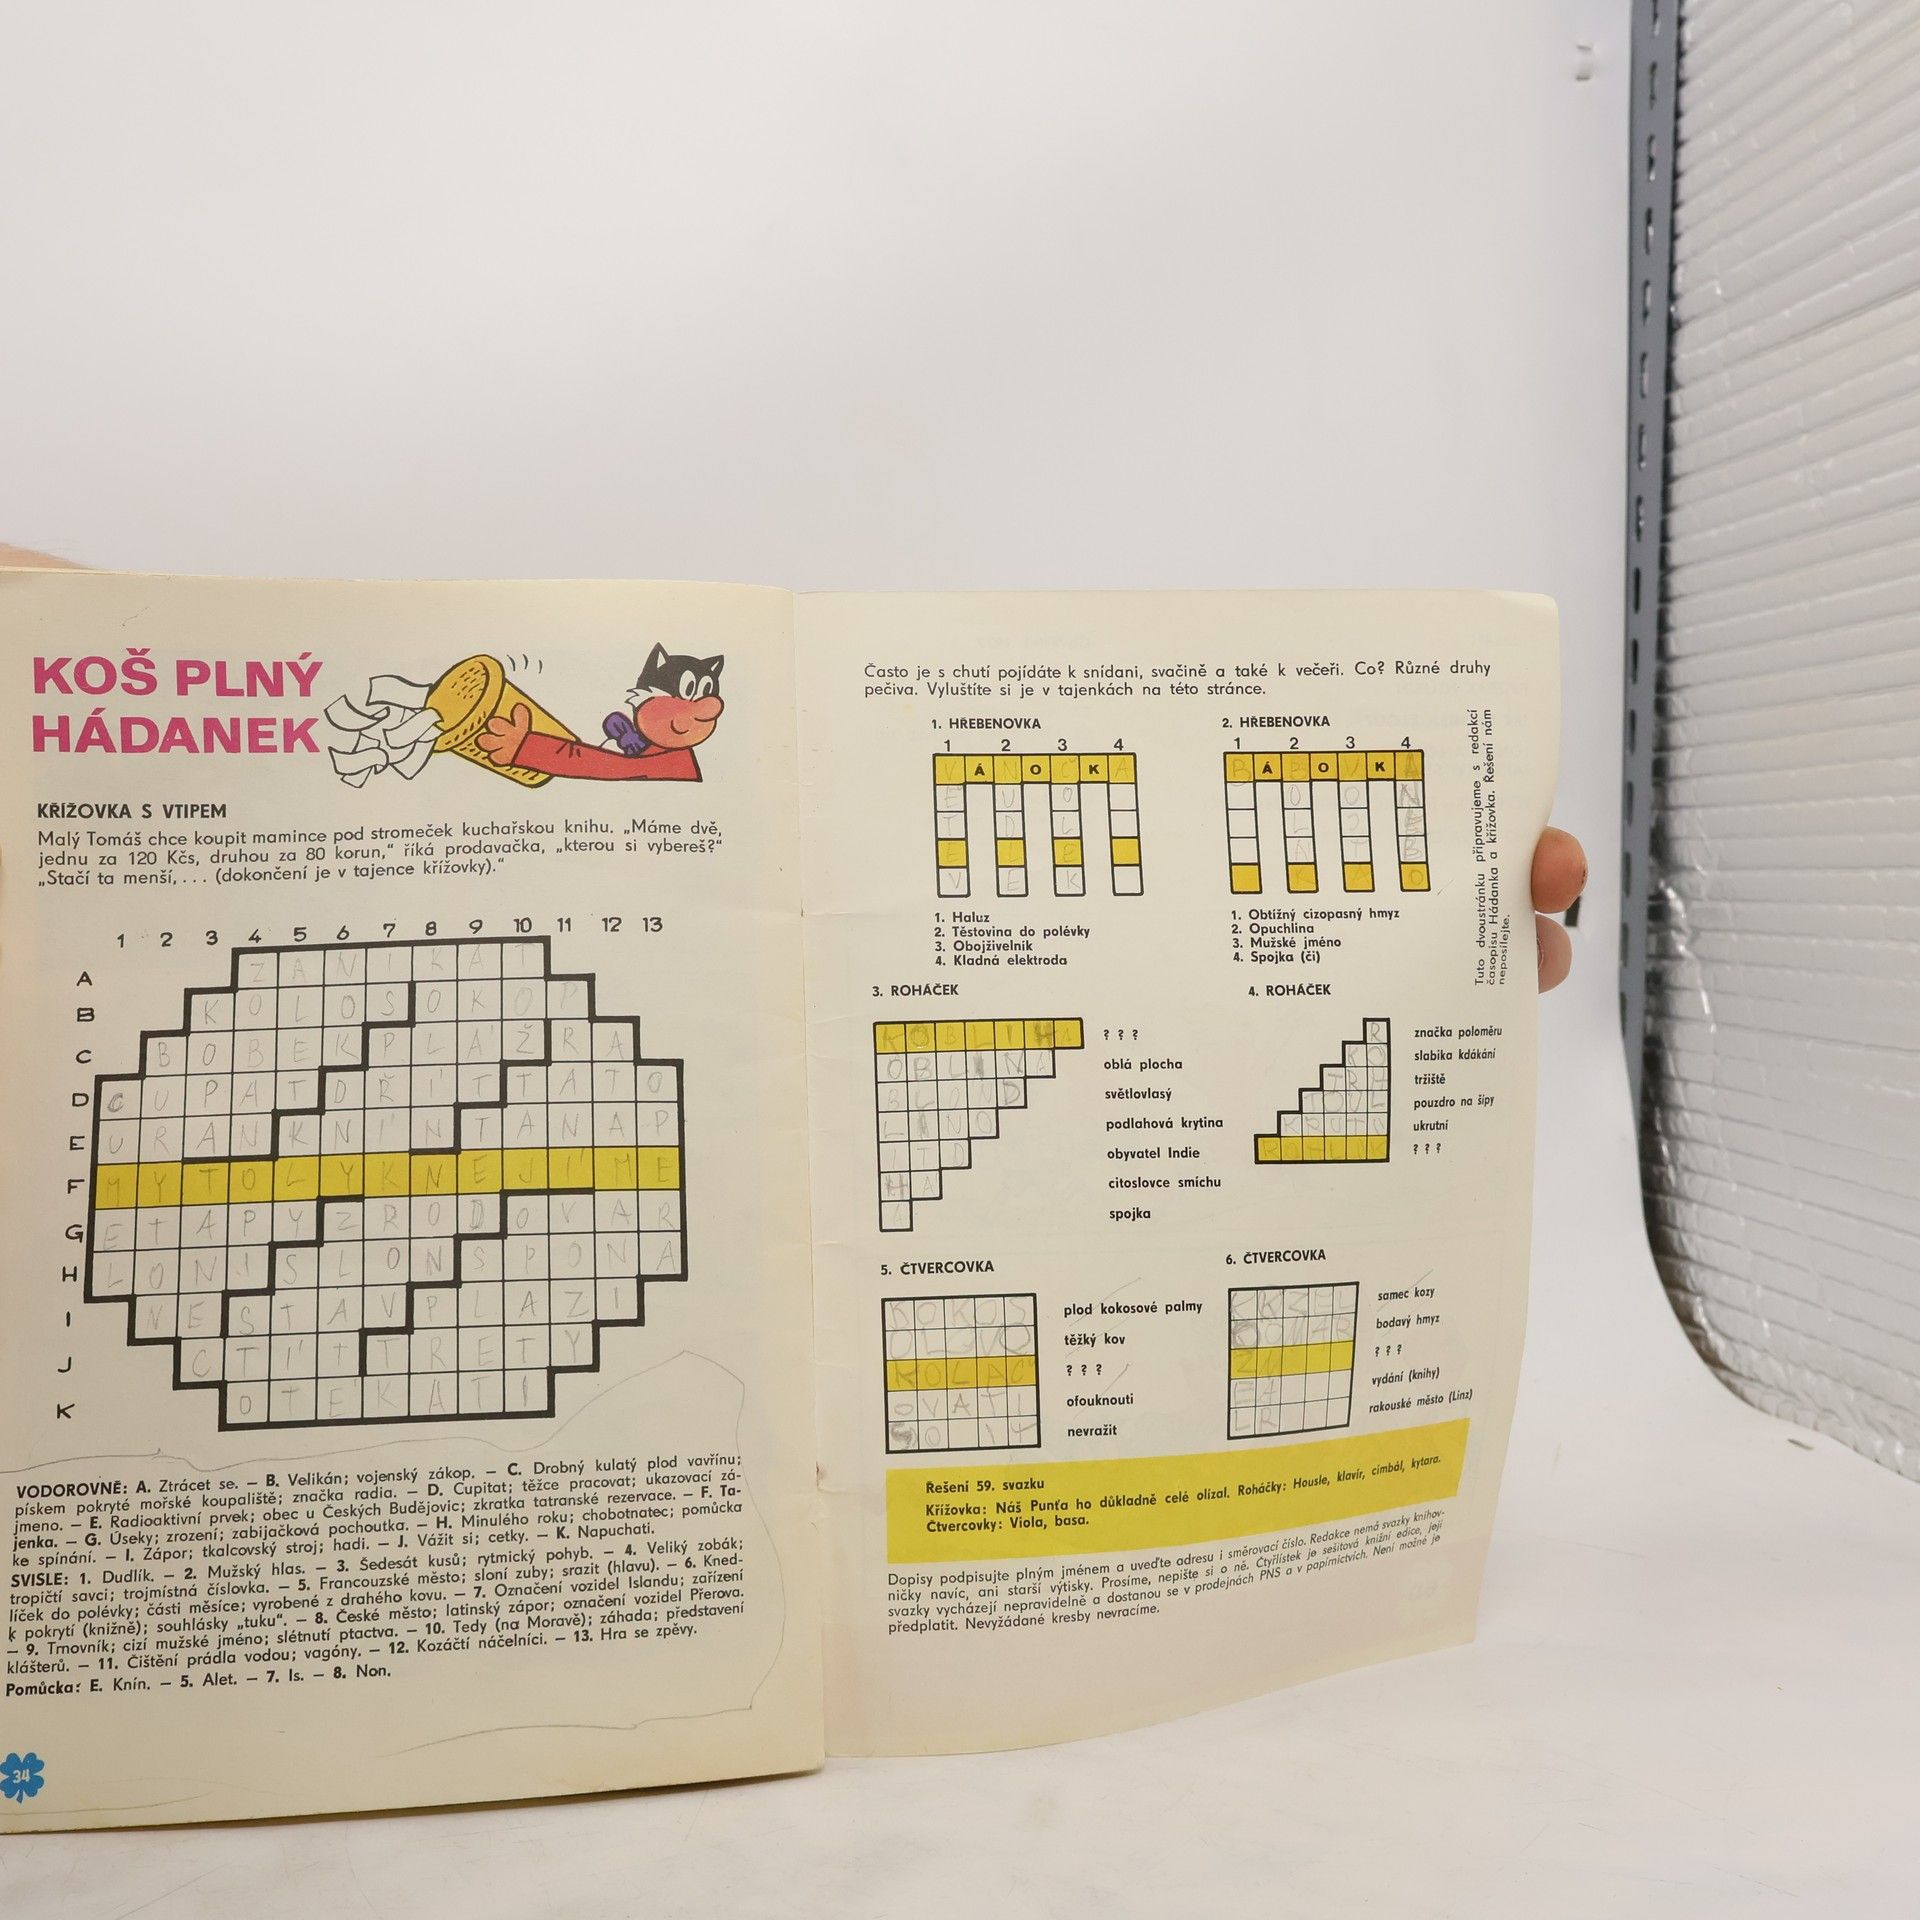 KOŠ PLNÝ
HÁDANEK
KŘÍŽOVKA S VTIPEM
Malý Tomáš chce koupit mamince pod stromeček kuchařskou knihu. „Máme dvě,
jednu za 120 Kčs, druhou za 80 korun,“ říká prodavačka, „kterou si vybereš?“
„Stačí ta menší,... (dokončení je v tajence křížovky).“
1 2 3 4 5 6 7 8 9 10 11 12 13
A Z A N I K A T
B K O L O S O K O P
C B O B E K P L Á Ž R A
D C U P A T D Ř Í T T A T O
E U R A N K N Í N T A N A P
F M Y T O L Y K N E J Í M E
G E T A P Y Z R O D O V A R
H L O N I S L O N S P O N A
I N E S T A V P L A Z I
J C T Í T T R E T Y
K O T É K A T I
VODOROVNĚ: A. Ztrácet se. — B. Velikán; vojenský zákop. — C. Drobný kulatý plod vavřínu;
pískem pokryté mořské koupaliště; značka radia. — D. Cupitat; těžce pracovat; ukazovací zá-
jmeno. — E. Radioaktivní prvek; obec u Českých Budějovic; zkratka tatranské rezervace. — F. Ta-
jenka. — G. Úseky; zrození; zabijačková pochoutka. — H. Minulého roku; chobotnatec; pomůcka
ke spínání. — I. Zápor; tkalcovský stroj; hadi. — J. Vážit si; cetky. — K. Napuchati.
SVISLE: 1. Dudlík. — 2. Mužský hlas. — 3. Šedesát kusů; rytmický pohyb. — 4. Veliký zobák;
tropičtí savci; trojmístná číslovka. — 5. Francouzské město; sloní zuby; srazit (hlavu). — 6. Kned-
líček do polévky; části měsíce; vyrobené z drahého kovu. — 7. Označení vozidel Islandu; zařízení
k pokrytí (knižně); souhlásky „tuku“. — 8. České město; latinský zápor; označení vozidel Přerova.
— 9. Trnovník; cizí mužské jméno; slétnutí ptactva. — 10. Tedy (na Moravě); záhada; představení
klášterů. — 11. Čištění prádla vodou; vagóny. — 12. Kozáčtí náčelníci. — 13. Hra se zpěvy.
Pomůcka: E. Knín. — 5. Alet. — 7. Is. — 8. Non.
34
Často je s chutí pojídáte k snídani, svačině a také k večeři. Co? Různé druhy
pečiva. Vyluštíte si je v tajenkách na této stránce.
1. HŘEBENOVKA
1 2 3 4
V Á N O Č K A
E U O
T D L
E L E
V E K
1. Haluz
2. Těstovina do polévky
3. Obojživelník
4. Kladná elektroda
2. HŘEBENOVKA
1 2 3 4
B Á B O V K A
1. Obtížný cizopasný hmyz
2. Opuchlina
3. Mužské jméno
4. Spojka (či)
Tuto dvoustránku připravujeme s redakcí
časopisu Hádanka a křížovka. Řešení nám
neposílejte.
3. ROHÁČEK
K O B L I H A ? ? ?
O B L I N A oblá plocha
B L O N D světlovlasý
L I N O podlahová krytina
I T D obyvatel Indie
H A citoslovce smíchu
A spojka
4. ROHÁČEK
R značka poloměru
K O slabika kdákání
T R H tržiště
T O U L pouzdro na šípy
K R U T Í ukrutní
R O H L Í K ? ? ?
5. ČTVERCOVKA
K O K O S plod kokosové palmy
O L O V O těžký kov
K O L Á Č ? ? ?
O V A T I ofouknouti
nevražit
6. ČTVERCOVKA
K O Z E L samec kozy
K O M Á R bodavý hmyz
? ? ?
vydání (knihy)
rakouské město (Linz)
Řešení 59. svazku
Křížovka: Náš Punťa ho důkladně celé olízal. Roháčky: Housle, klavír, cimbál, kytara.
Čtvercovky: Viola, basa.
Dopisy podpisujte plným jménem a uveďte adresu i směrovací číslo. Redakce nemá svazky knihov-
ničky navíc, ani starší výtisky. Prosíme, nepište si o ně. Čtyřlístek je sešitová knižní edice, její
svazky vycházejí nepravidelně a dostanou se v prodejnách PNS a v papírnictvích. Není možné je
předplatit. Nevyžádané kresby nevracíme.